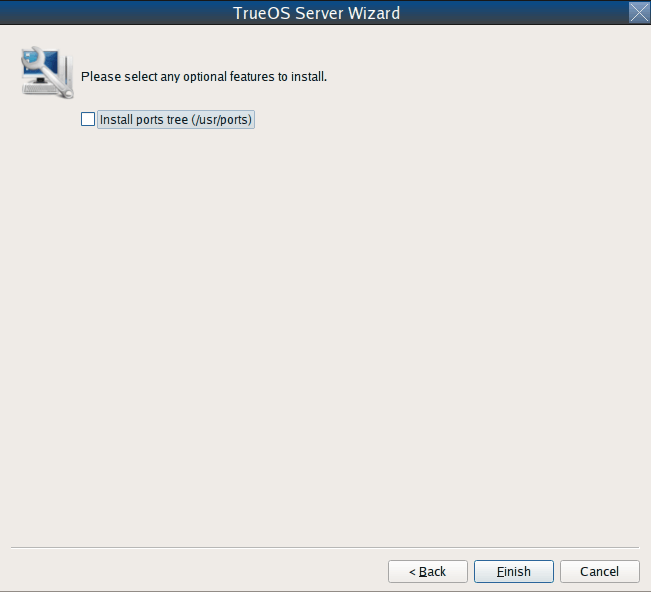 TrueOS Server Wizard
Please select any optional features to install.
Install ports tree (/usr/ports)
< Back Finish Cancel